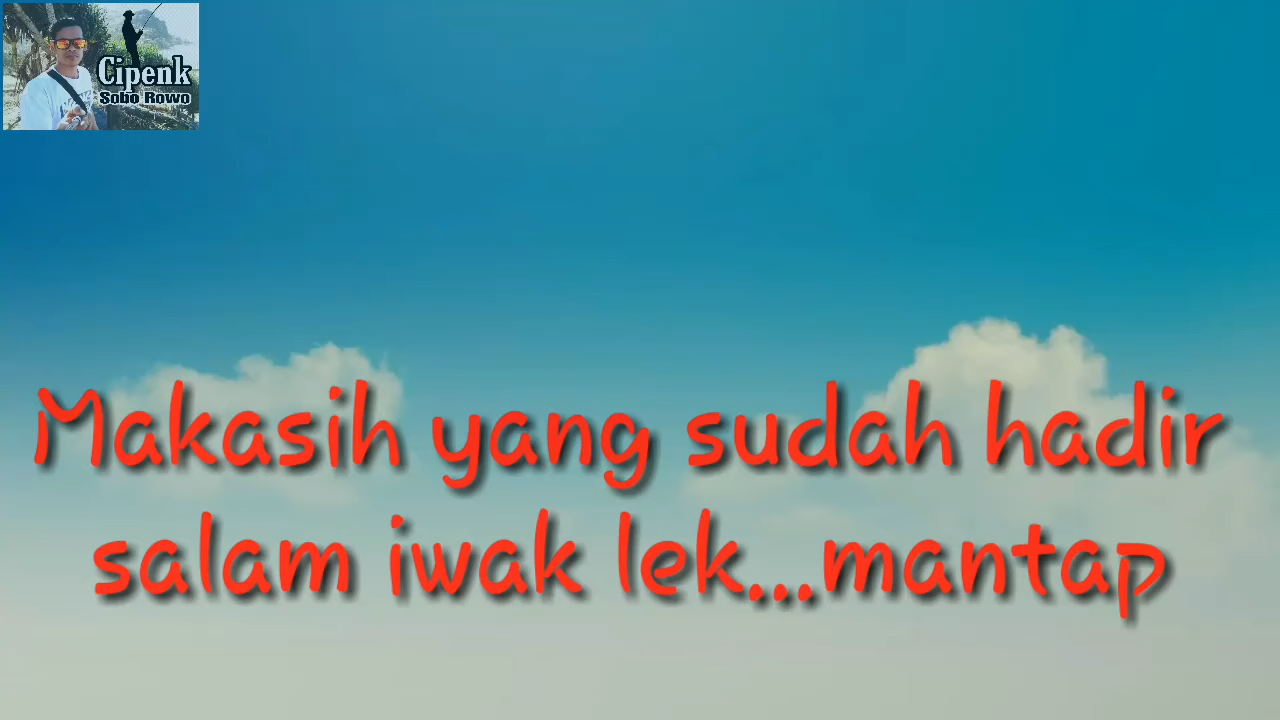 Cipenk
Sobo Rowo
Makasih yang sudah hadir
salam iwak lek...mantap